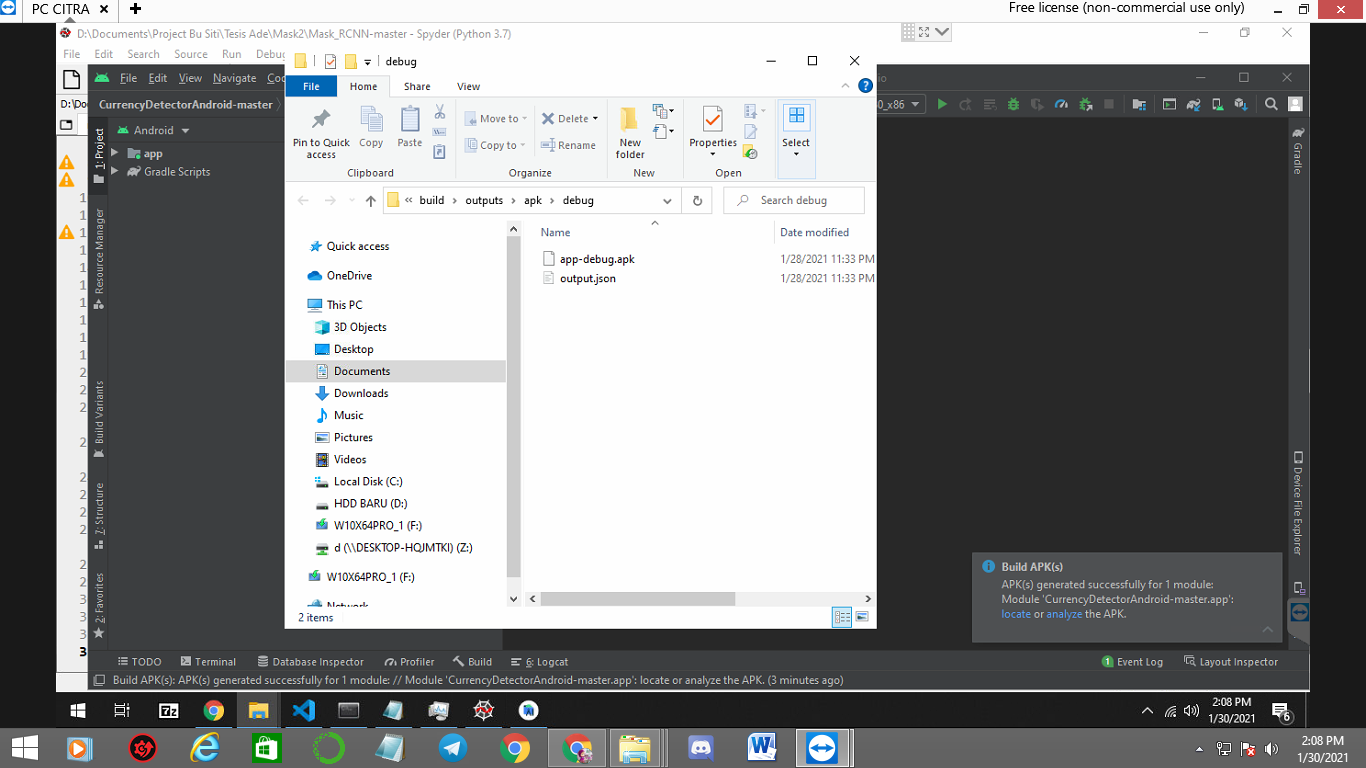 PC CITRA
Free license (non-commercial use only)
D:\Documents\Project Bu Siti\Tesis Ade\Mask2\Mask_RCNN-master - Spyder (Python 3.7)
File Edit Search Source Run Debug
debug
File Edit View Navigate
CurrencyDetectorAndroid-master
File Home Share View
0_x86
Android
app
Gradle Scripts
1: Project
Resource Manager
Build Variants
7: Structure
2: Favorites
Pin to Quick access
Copy
Paste
Move to
Copy to
Delete
Rename
New folder
Properties
Select
Clipboard
Organize
New
Open
« build › outputs › apk › debug
Search debug
Name
Date modified
app-debug.apk 1/28/2021 11:33 PM
output.json 1/28/2021 11:33 PM
Quick access
OneDrive
This PC
3D Objects
Desktop
Documents
Downloads
Music
Pictures
Videos
Local Disk (C:)
HDD BARU (D:)
W10X64PRO_1 (F:)
d (\\DESKTOP-HQJMTKI) (Z:)
W10X64PRO_1 (F:)
Network
2 items
Gradle
Device File Explorer
Build APK(s)
APK(s) generated successfully for 1 module:
Module 'CurrencyDetectorAndroid-master.app':
locate or analyze the APK.
TODO Terminal Database Inspector Profiler Build 6: Logcat
1 Event Log Layout Inspector
Build APK(s): APK(s) generated successfully for 1 module: // Module 'CurrencyDetectorAndroid-master.app': locate or analyze the APK. (3 minutes ago)
2:08 PM
1/30/2021
6
2:08 PM
1/30/2021